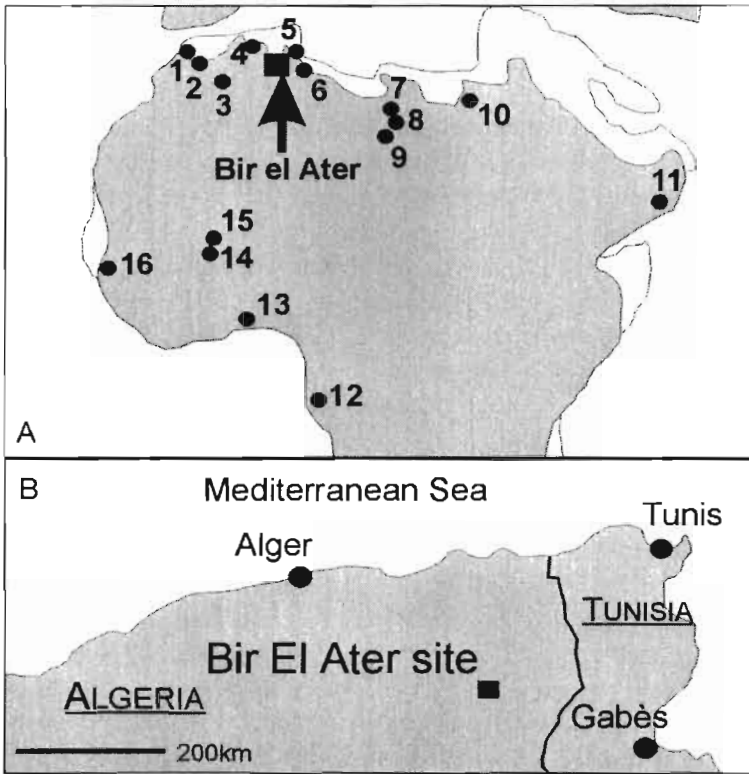 5
4
1
2
3
6
7
8
9
10
Bir el Ater
11
15
14
16
13
12
A
B
Mediterranean Sea
Tunis
Alger
TUNISIA
Bir El Ater site
ALGERIA
Gabès
200km